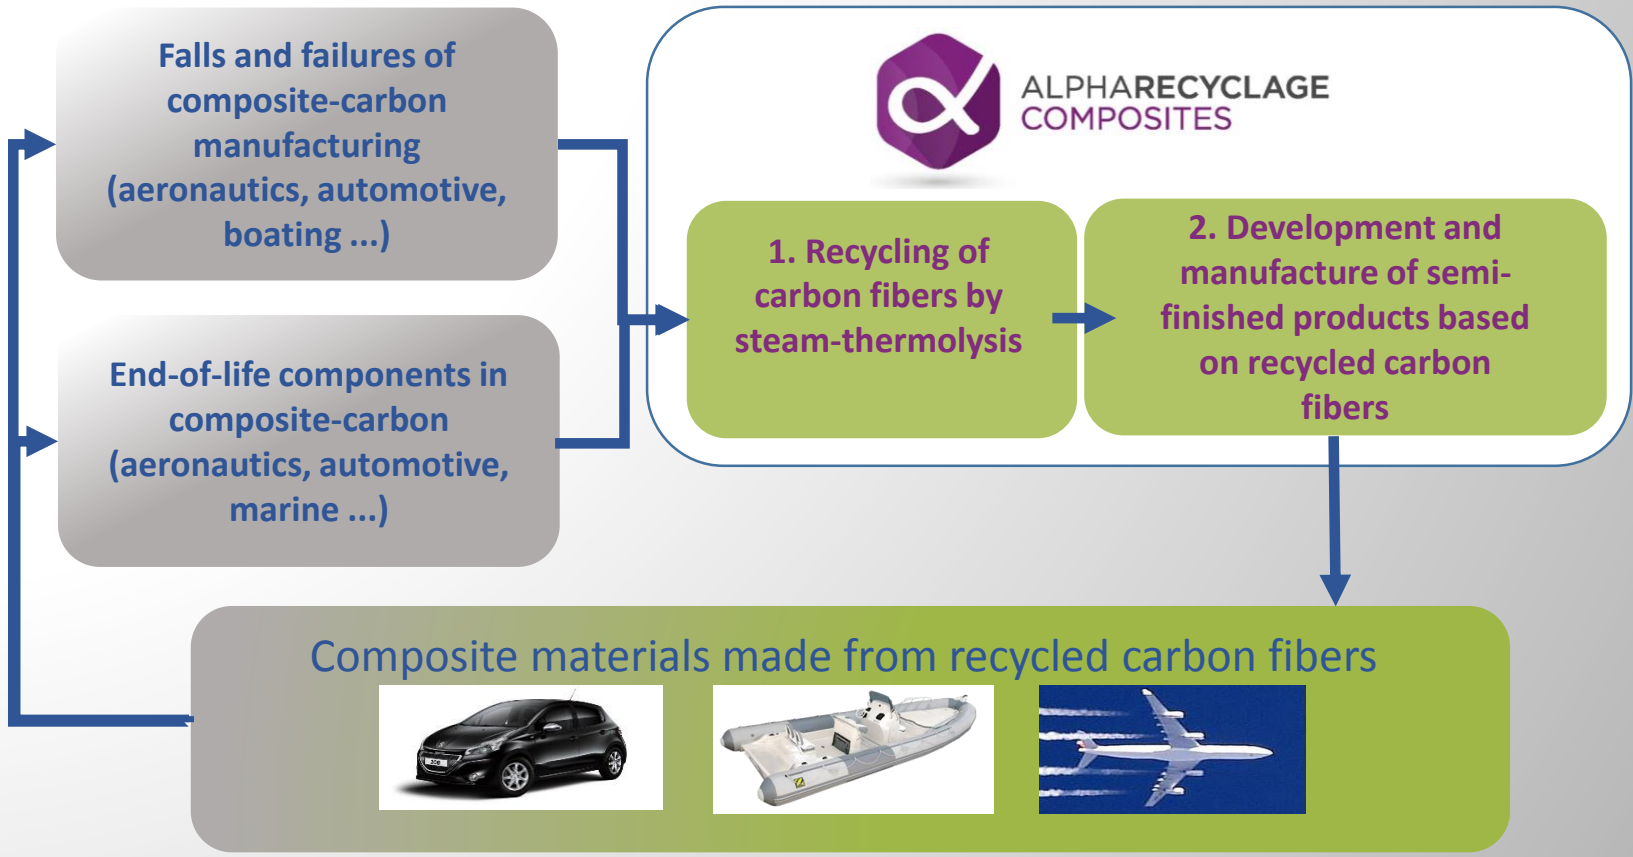 Falls and failures of
composite-carbon
manufacturing
(aeronautics, automotive,
boating ...)
End-of-life components in
composite-carbon
(aeronautics, automotive,
marine ...)
ALPHARECYCLAGE
COMPOSITES
1. Recycling of
carbon fibers by
steam-thermolysis
2. Development and
manufacture of semi-
finished products based
on recycled carbon
fibers
Composite materials made from recycled carbon fibers
208